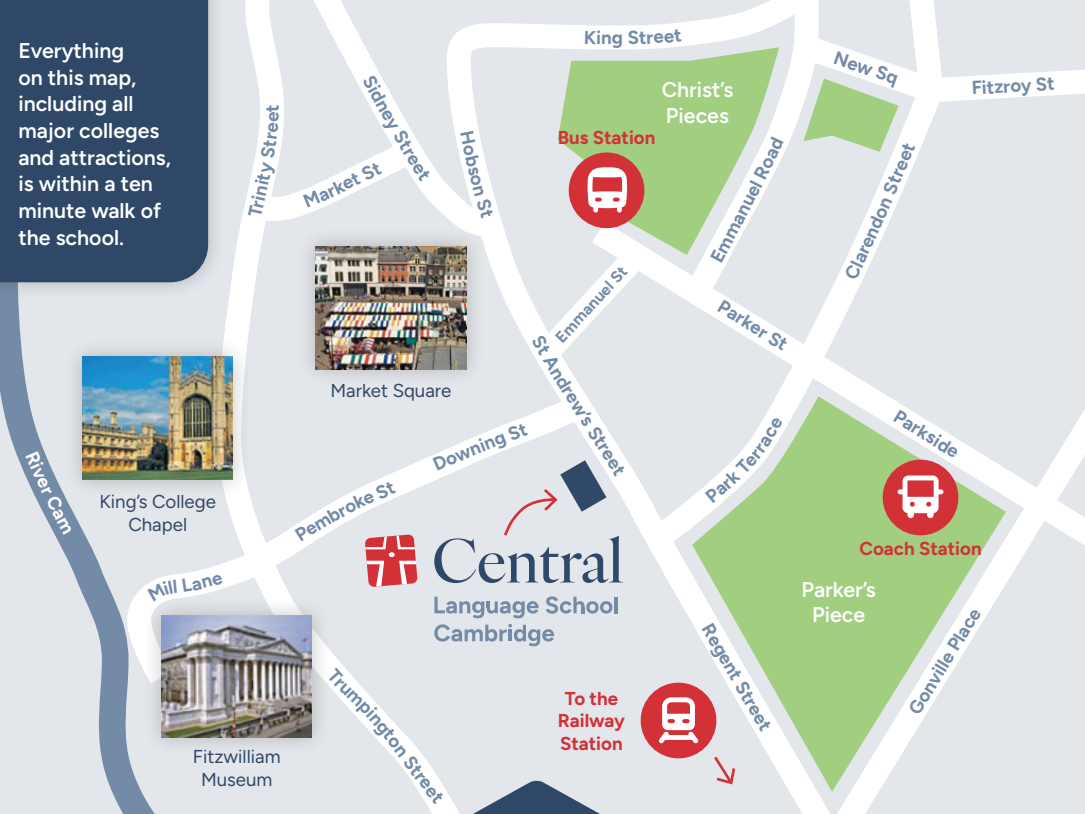 Everything
on this map,
including all
major colleges
and attractions,
is within a ten
minute walk of
the school.
King Street
New Sq
Fitzroy St
Christ's
Pieces
Bus Station
Sidney Street
Trinity Street
Market St
Hobson St
Emmanuel Road
Clarendon Street
Emmanuel St
Parker St
Market Square
St Andrew's Street
Downing St
Park Terrace
Parkside
River Cam
King's College
Chapel
Pembroke St
Coach Station
Central
Language School
Cambridge
Mill Lane
Parker's
Piece
Regent Street
Gonville Place
Trumpington Street
To the
Railway
Station
Fitzwilliam
Museum